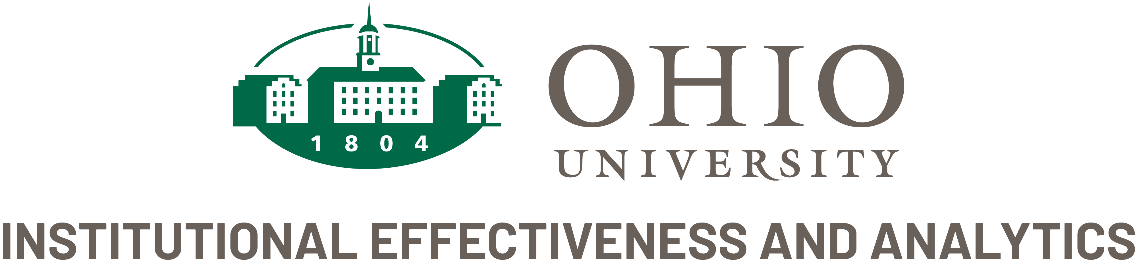 1804
OHIO
UNIVERSITY
INSTITUTIONAL EFFECTIVENESS AND ANALYTICS